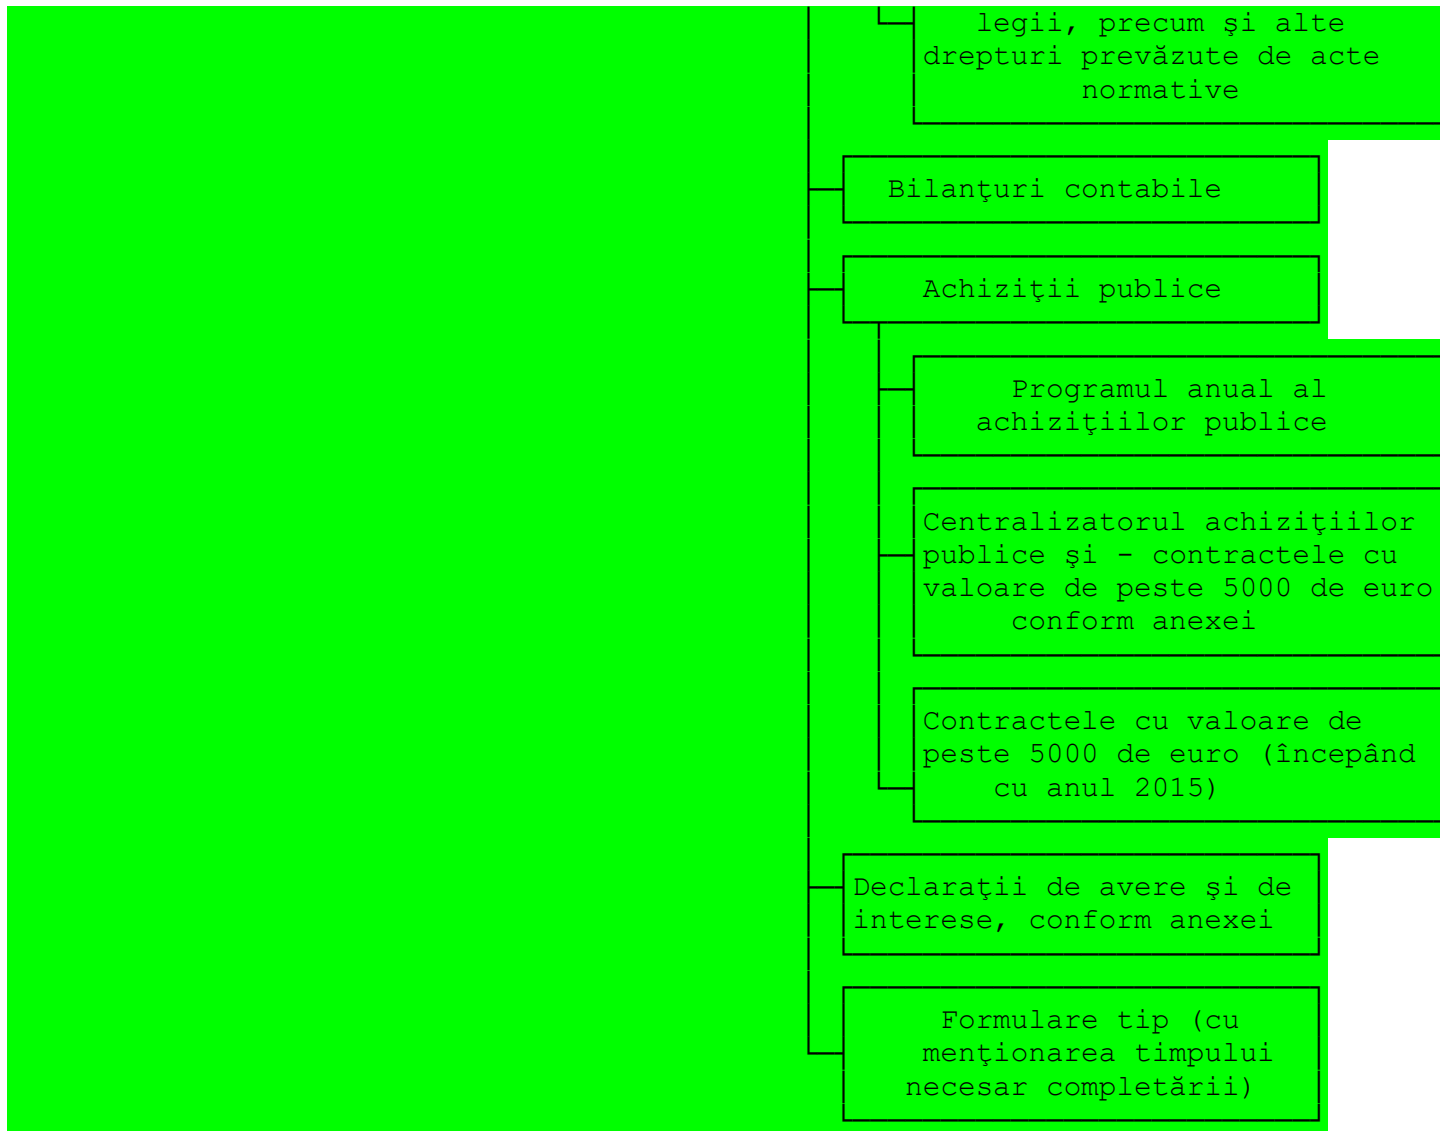 legii, precum şi alte
drepturi prevăzute de acte
normative
Bilanţuri contabile
Achiziţii publice
Programul anual al
achiziţiilor publice
Centralizatorul achiziţiilor
publice şi - contractele cu
valoare de peste 5000 de euro
conform anexei
Contractele cu valoare de
peste 5000 de euro (începând
cu anul 2015)
Declaraţii de avere şi de
interese, conform anexei
Formulare tip (cu
menţionarea timpului
necesar completării)